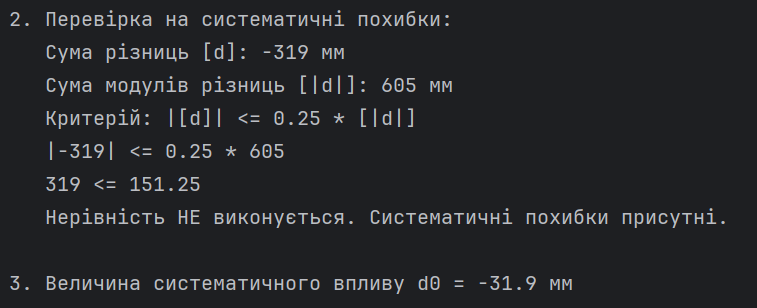 2. Перевірка на систематичні похибки:
Сума різниць [d]: -319 мм
Сума модулів різниць [|d|]: 605 мм
Критерій: |[d]| <= 0.25 * [|d|]
|-319| <= 0.25 * 605
319 <= 151.25
Нерівність НЕ виконується. Систематичні похибки присутні.
3. Величина систематичного впливу d0 = -31.9 мм